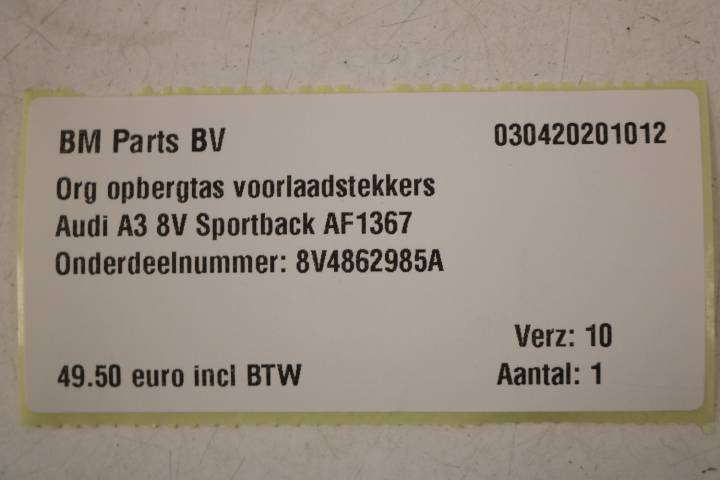 BM Parts BV
030420201012
Org opbergtas voorlaadstekkers
Audi A3 8V Sportback AF1367
Onderdeelnummer: 8V4862985A
Verz: 10
49.50 euro incl BTW
Aantal: 1